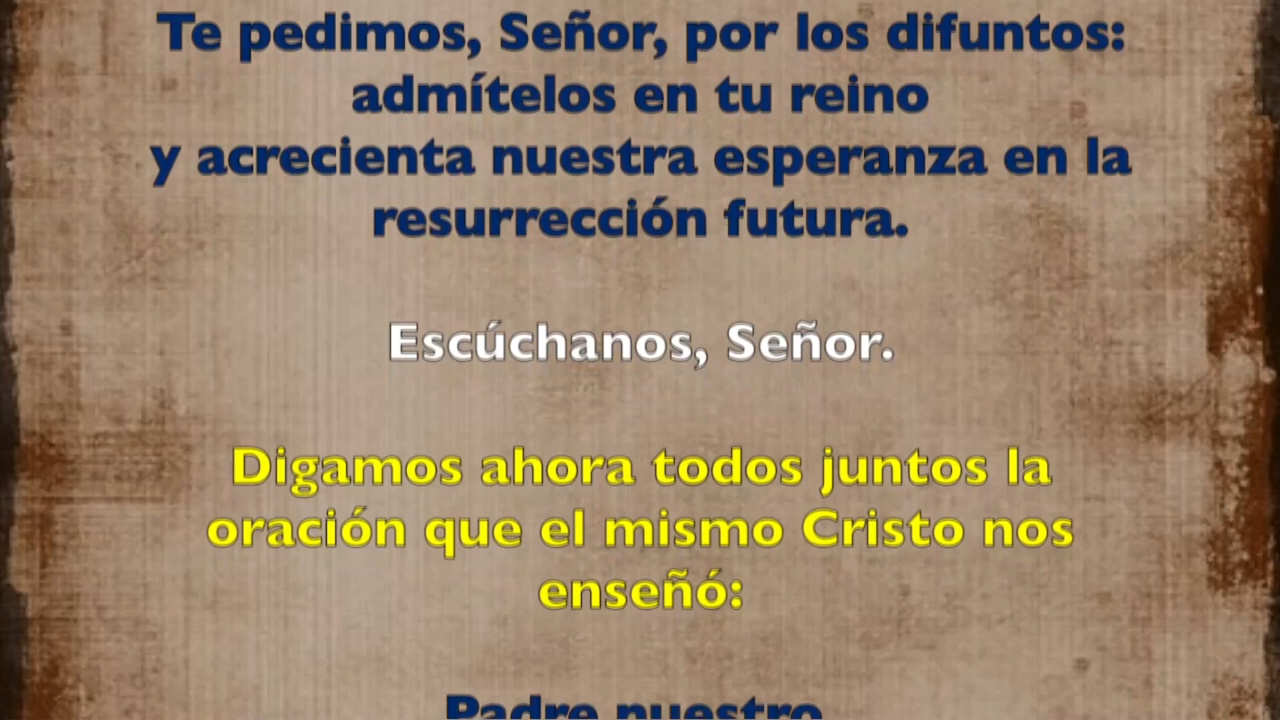 Te pedimos, Señor, por los difuntos:
admítelos en tu reino
y acrecienta nuestra esperanza en la
resurrección futura.
Escúchanos, Señor.
Digamos ahora todos juntos la
oración que el mismo Cristo nos
enseñó:
Padre nuestro